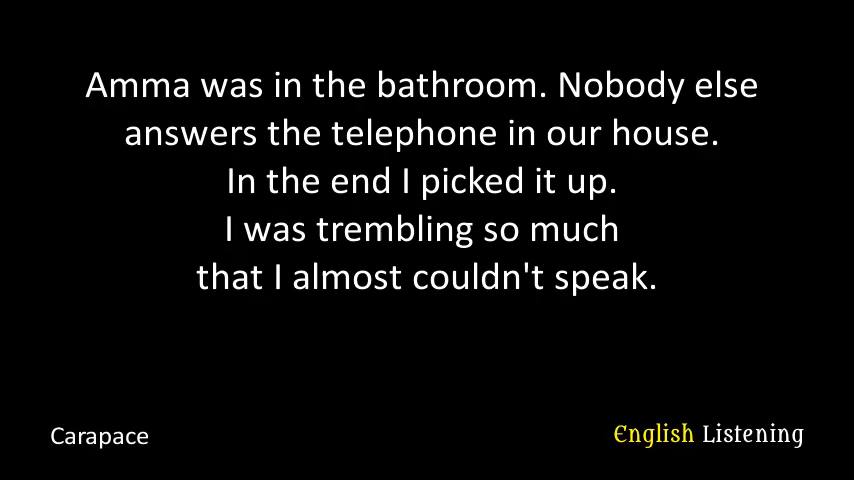 Amma was in the bathroom. Nobody else
answers the telephone in our house.
In the end I picked it up.
I was trembling so much
that I almost couldn't speak.
Carapace
English Listening